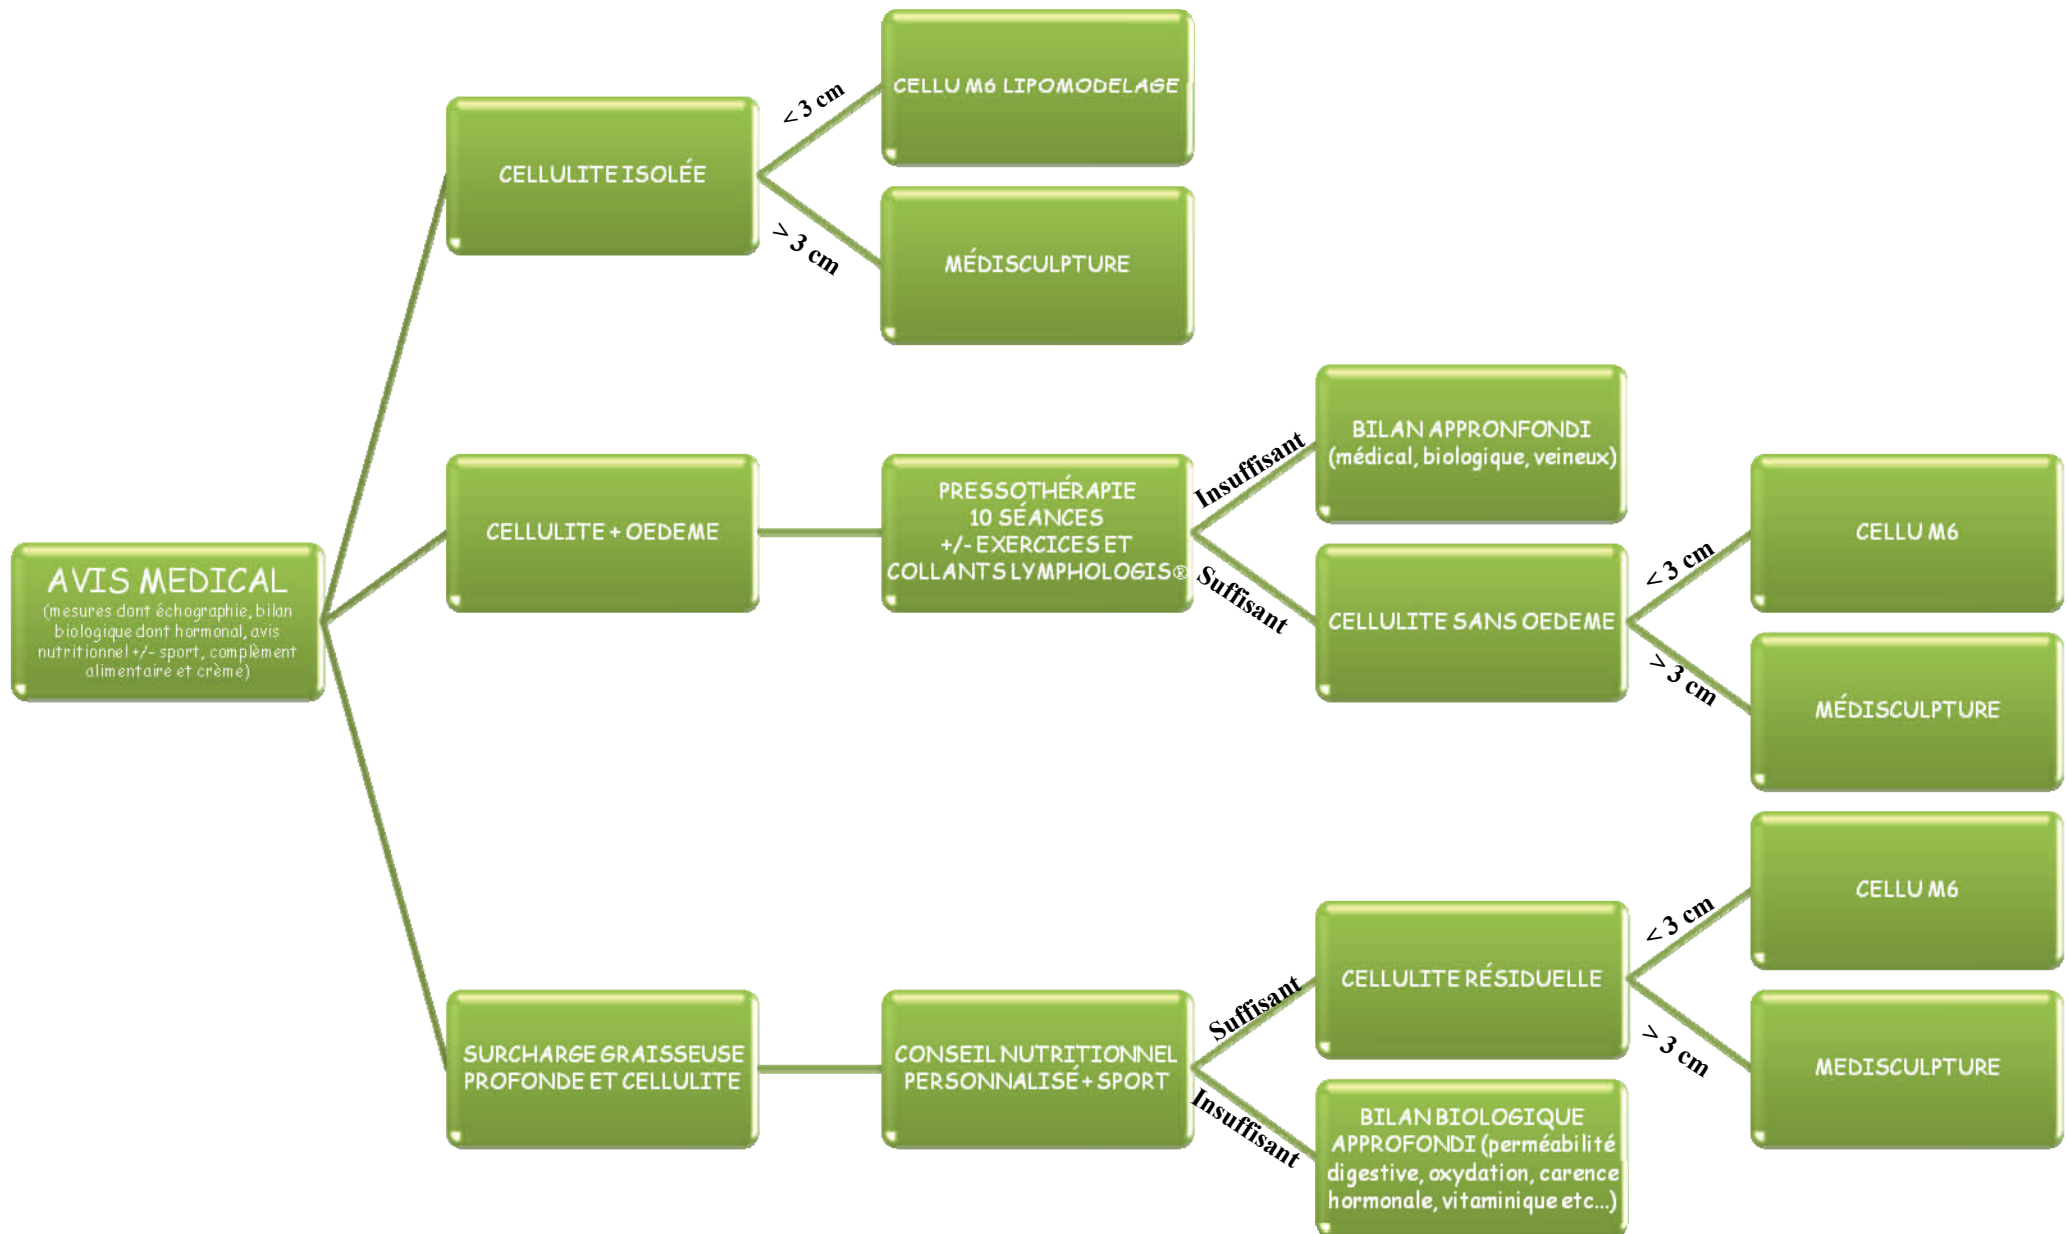 AVIS MEDICAL
(mesures dont échographie, bilan
biologique dont hormonal, avis
nutritionnel +/- sport, complèment
alimentaire et crème)
CELLULITE ISOLÉE
< 3 cm
CELLU M6 LIPOMODELAGE
> 3 cm
MÉDISCULPTURE
CELLULITE + OEDEME
PRESSOTHÉRAPIE
10 SÉANCES
+/- EXERCICES ET
COLLANTS LYMPHOLOGIS®
Insuffisant
BILAN APPRONFONDI
(médical, biologique, veineux)
Suffisant
CELLULITE SANS OEDEME
< 3 cm
CELLU M6
> 3 cm
MÉDISCULPTURE
SURCHARGE GRAISSEUSE
PROFONDE ET CELLULITE
CONSEIL NUTRITIONNEL
PERSONNALISÉ + SPORT
Suffisant
CELLULITE RÉSIDUELLE
< 3 cm
CELLU M6
> 3 cm
MEDISCULPTURE
Insuffisant
BILAN BIOLOGIQUE
APPROFONDI (perméabilité
digestive, oxydation, carence
hormonale, vitaminique etc...)